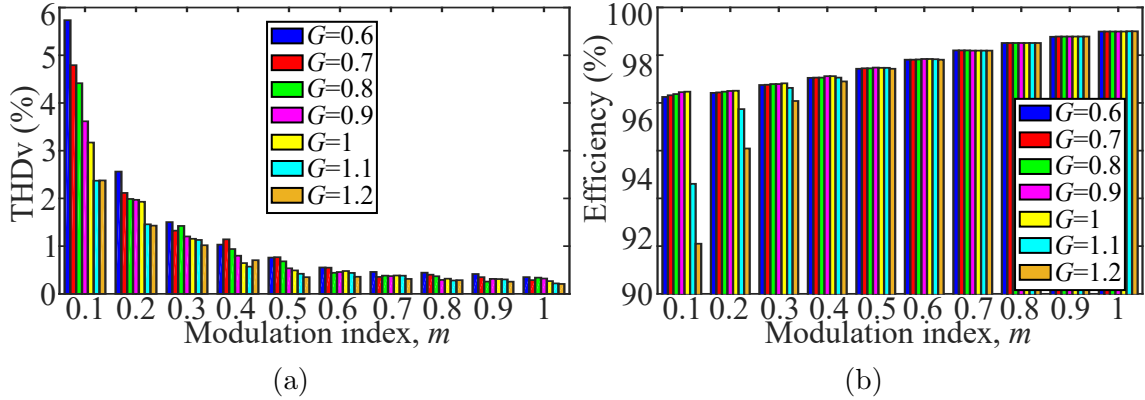 6
5
4
3
2
1
0
THDv (%)
G=0.6
G=0.7
G=0.8
G=0.9
G=1
G=1.1
G=1.2
0.1 0.2 0.3 0.4 0.5 0.6 0.7 0.8 0.9 1
Modulation index, m
(a)
100
98
96
94
92
90
Efficiency (%)
G=0.6
G=0.7
G=0.8
G=0.9
G=1
G=1.1
G=1.2
0.1 0.2 0.3 0.4 0.5 0.6 0.7 0.8 0.9 1
Modulation index, m
(b)